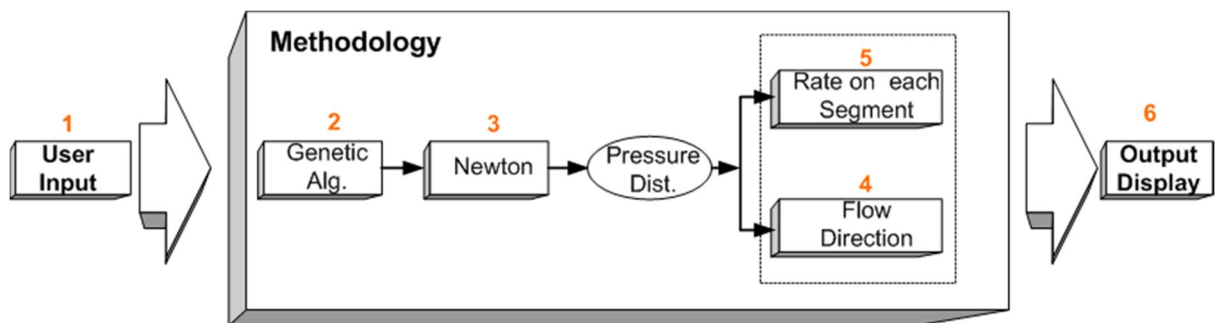 Methodology
1
User
Input
2
Genetic
Alg.
3
Newton
Pressure
Dist.
5
Rate on each
Segment
4
Flow
Direction
6
Output
Display